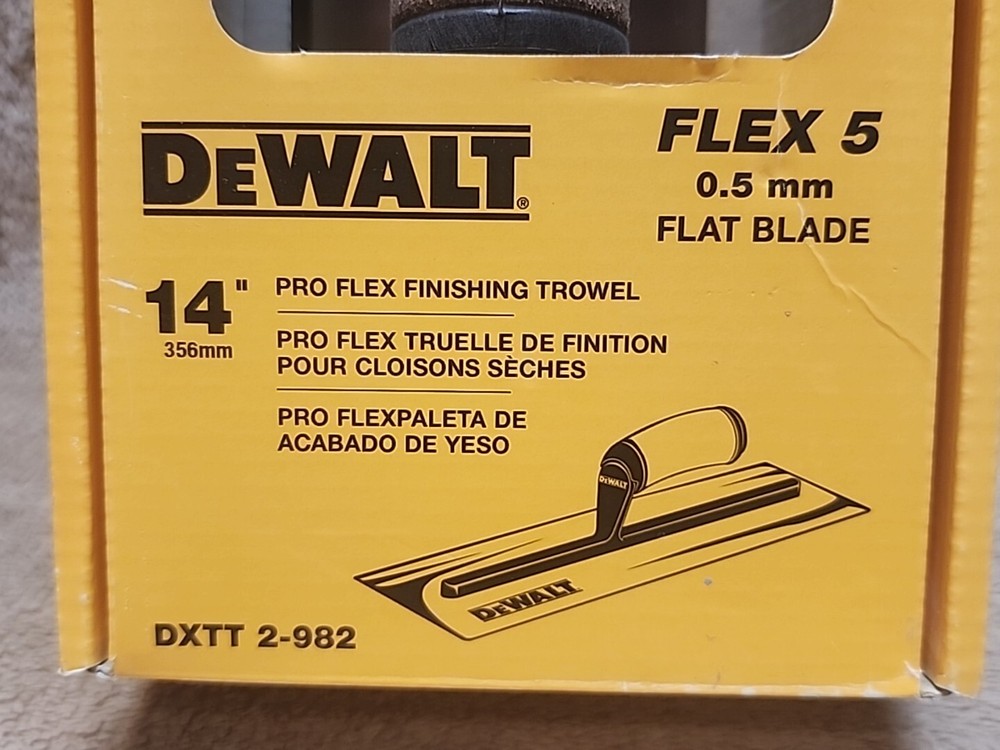 DEWALT®
FLEX 5
0.5 mm
FLAT BLADE
14"
356mm
PRO FLEX FINISHING TROWEL
PRO FLEX TRUELLE DE FINITION
POUR CLOISONS SÈCHES
PRO FLEXPALETA DE
ACABADO DE YESO
DEWALT
DEWALT
DXTT 2-982